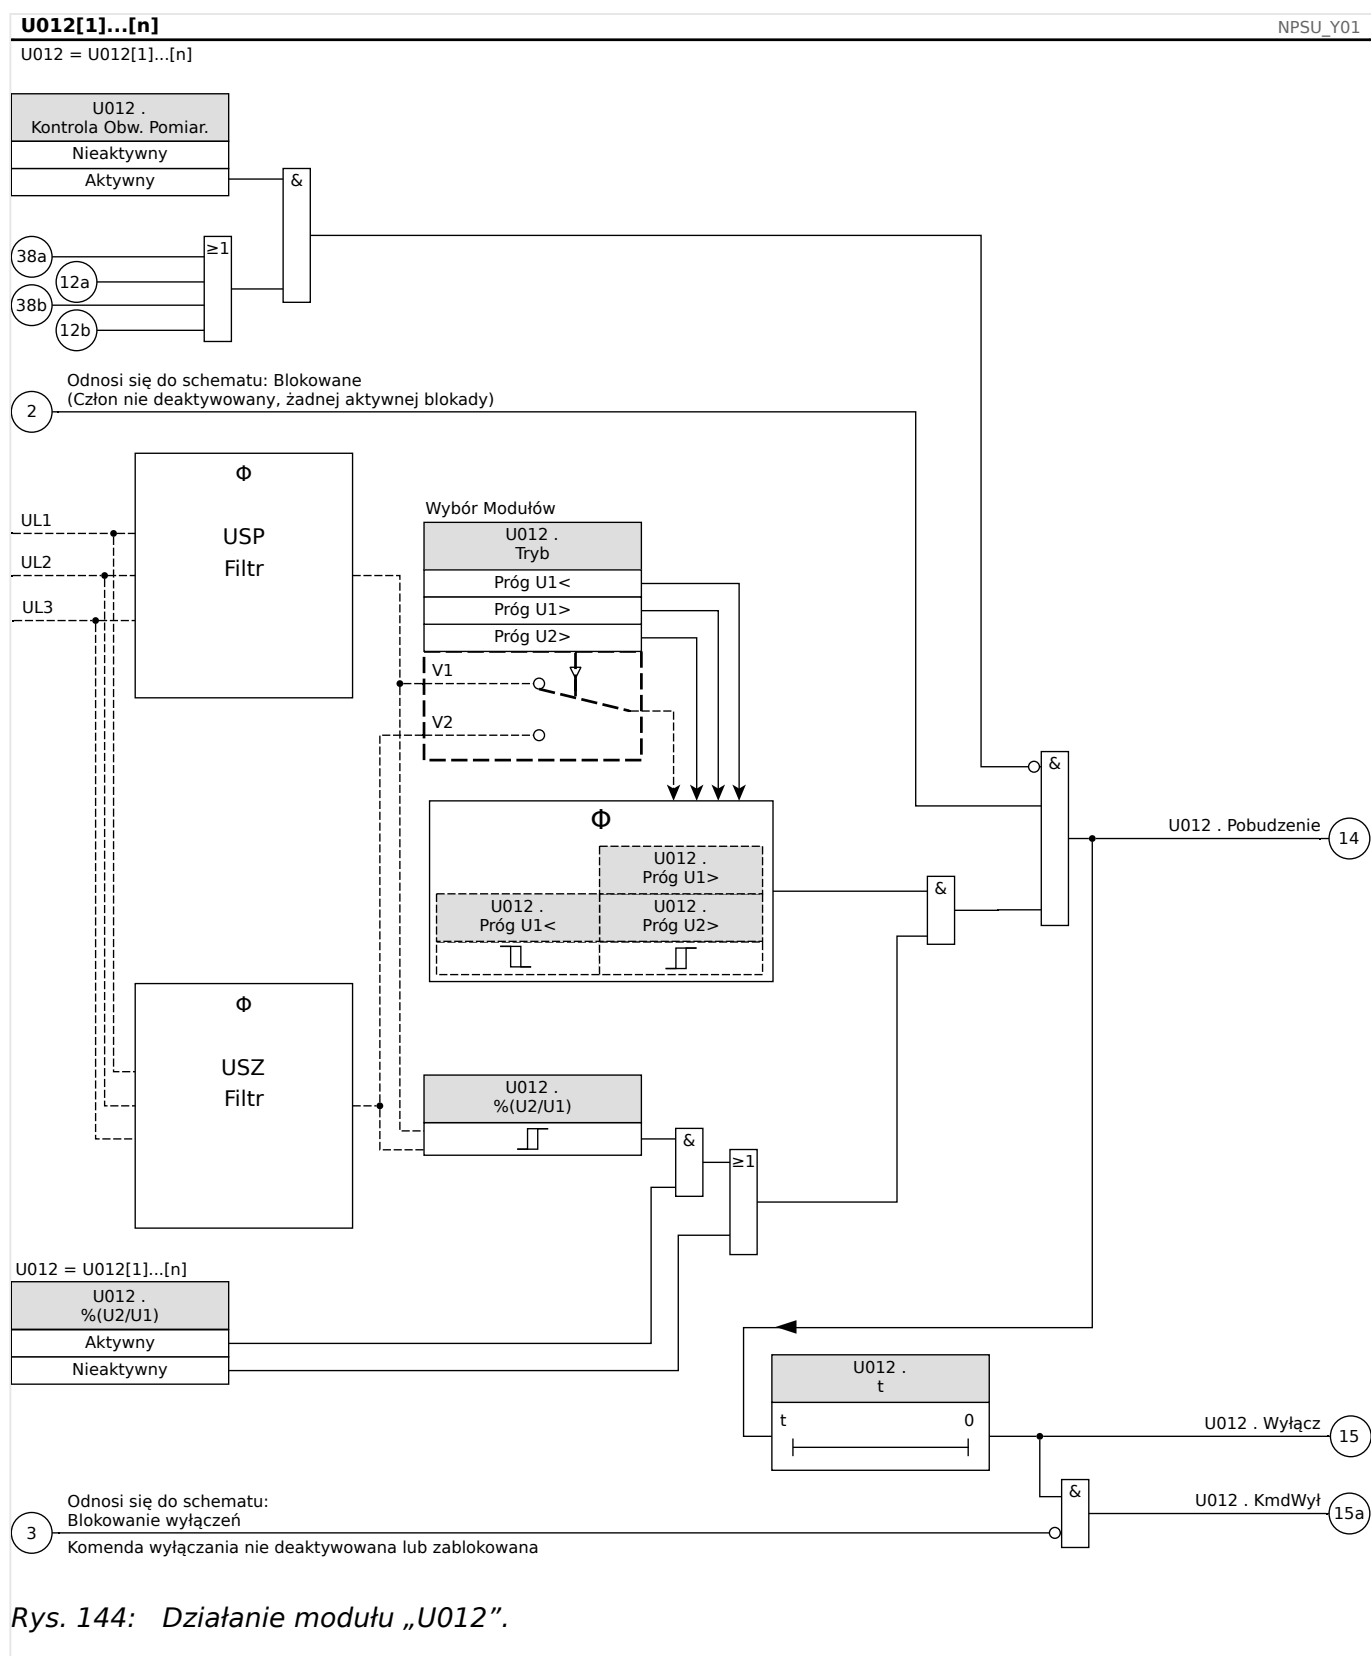 U012[1]...[n]
NPSU_Y01
U012 = U012[1]...[n]
U012 .
Kontrola Obw. Pomiar.
Nieaktywny
Aktywny
&
≥1
38a
12a
38b
12b
Odnosi się do schematu: Blokowane
(Człon nie deaktywowany, żadnej aktywnej blokady)
2
Φ
USP
Filtr
UL1
UL2
UL3
Wybór Modułów
U012 .
Tryb
Próg U1<
Próg U1>
Próg U2>
V1
V2
&
U012 . Pobudzenie
14
Φ
U012 .
Próg U1>
U012 .
Próg U1<
U012 .
Próg U2>
&
Φ
USZ
Filtr
U012 .
%(U2/U1)
&
≥1
U012 = U012[1]...[n]
U012 .
%(U2/U1)
Aktywny
Nieaktywny
U012 .
t
t
0
U012 . Wyłącz
15
&
U012 . KmdWył
15a
Odnosi się do schematu:
Blokowanie wyłączeń
3
Komenda wyłączania nie deaktywowana lub zablokowana
Rys. 144: Działanie modułu „U012”.